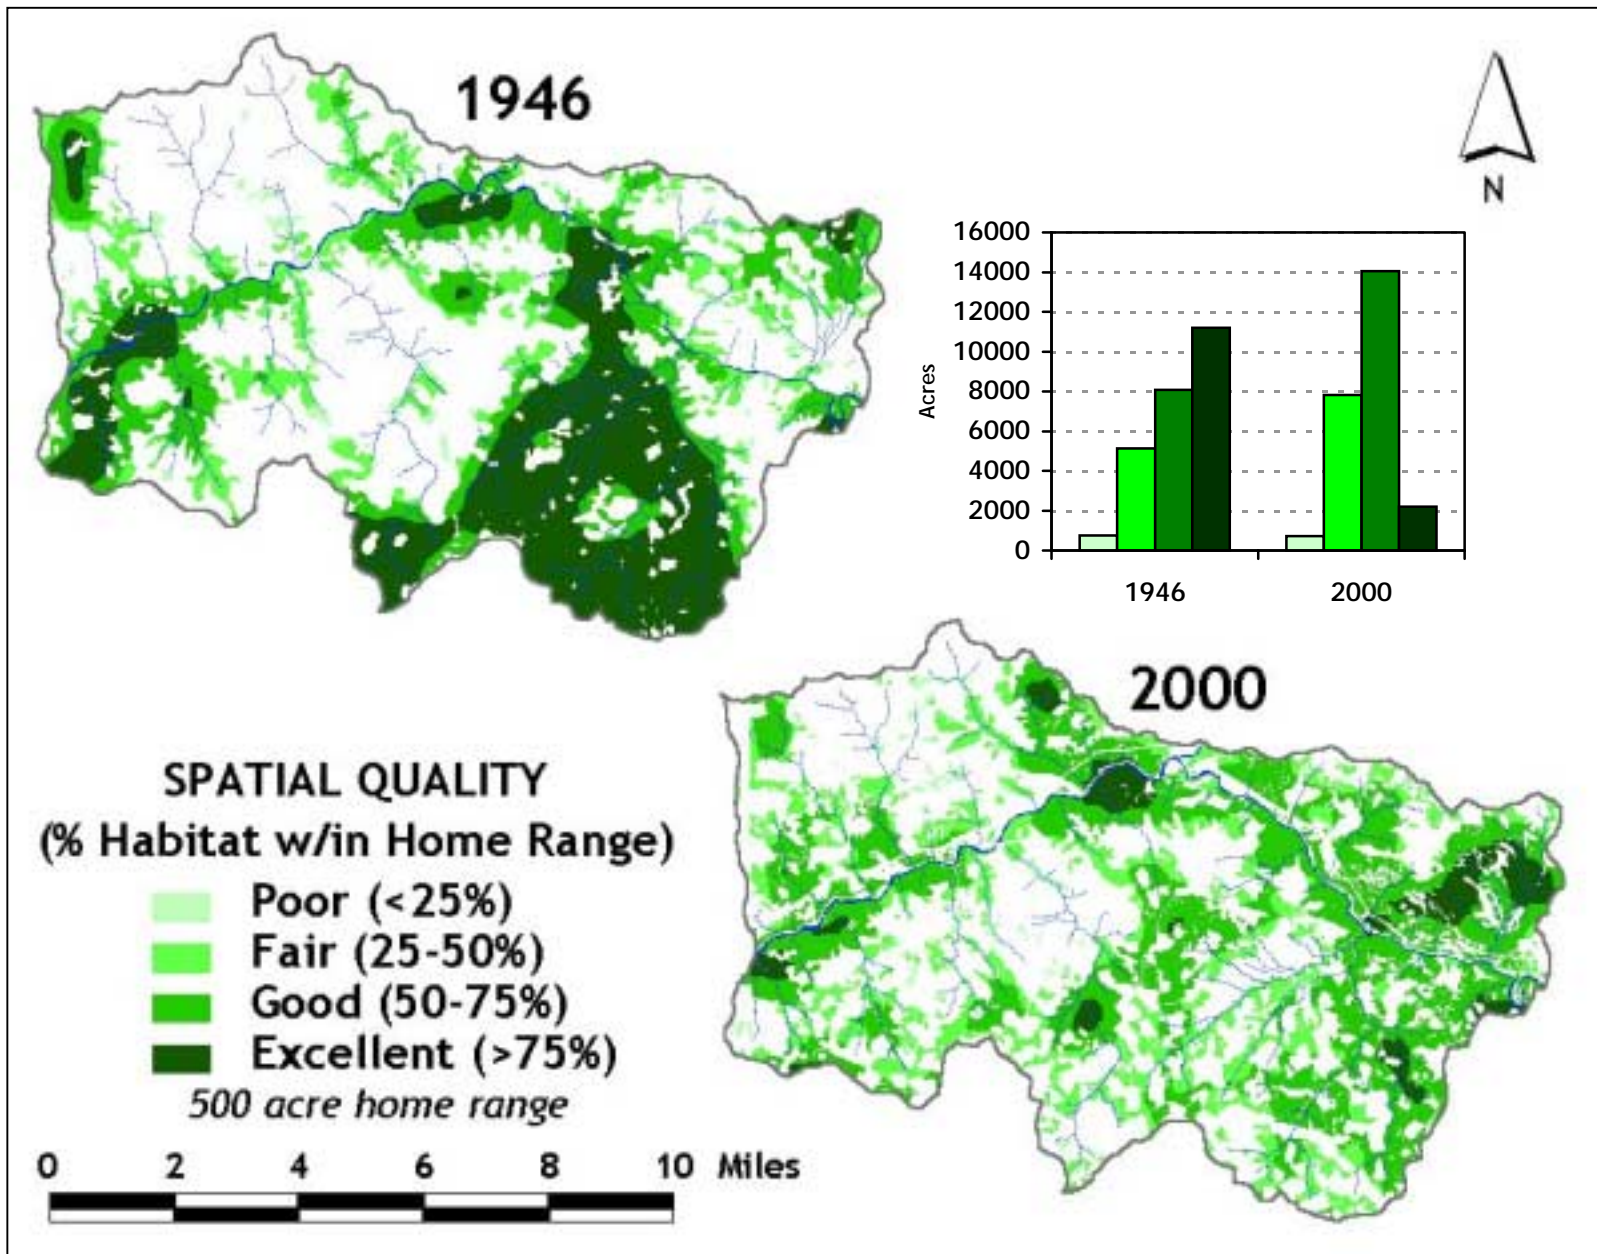 1946
N
16000
14000
12000
10000
8000
6000
4000
2000
0
Acres
1946 2000
2000
SPATIAL QUALITY
(% Habitat w/in Home Range)
Poor (<25%)
Fair (25-50%)
Good (50-75%)
Excellent (>75%)
500 acre home range
0 2 4 6 8 10 Miles